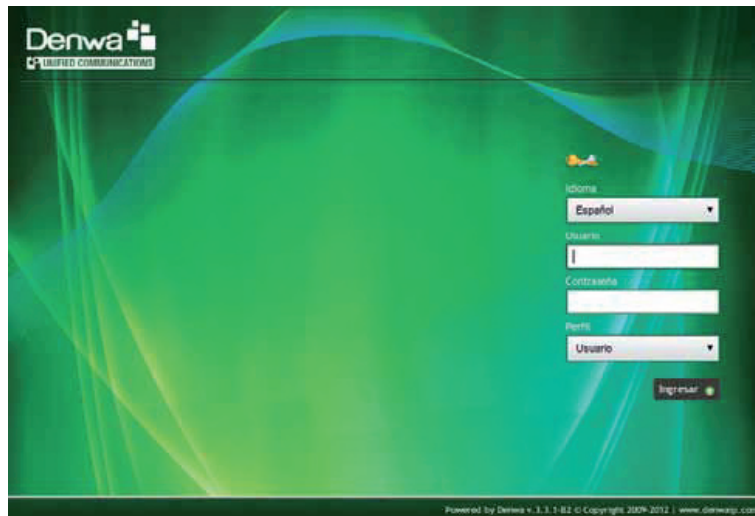 Denwa
UNIFIED COMMUNICATIONS
Idioma
Español
Usuario
Contraseña
Perfil
Usuario
Ingresar
Powered by Denwa v.3.3.1-B2 © Copyright 2009-2012 | www.denwaip.com